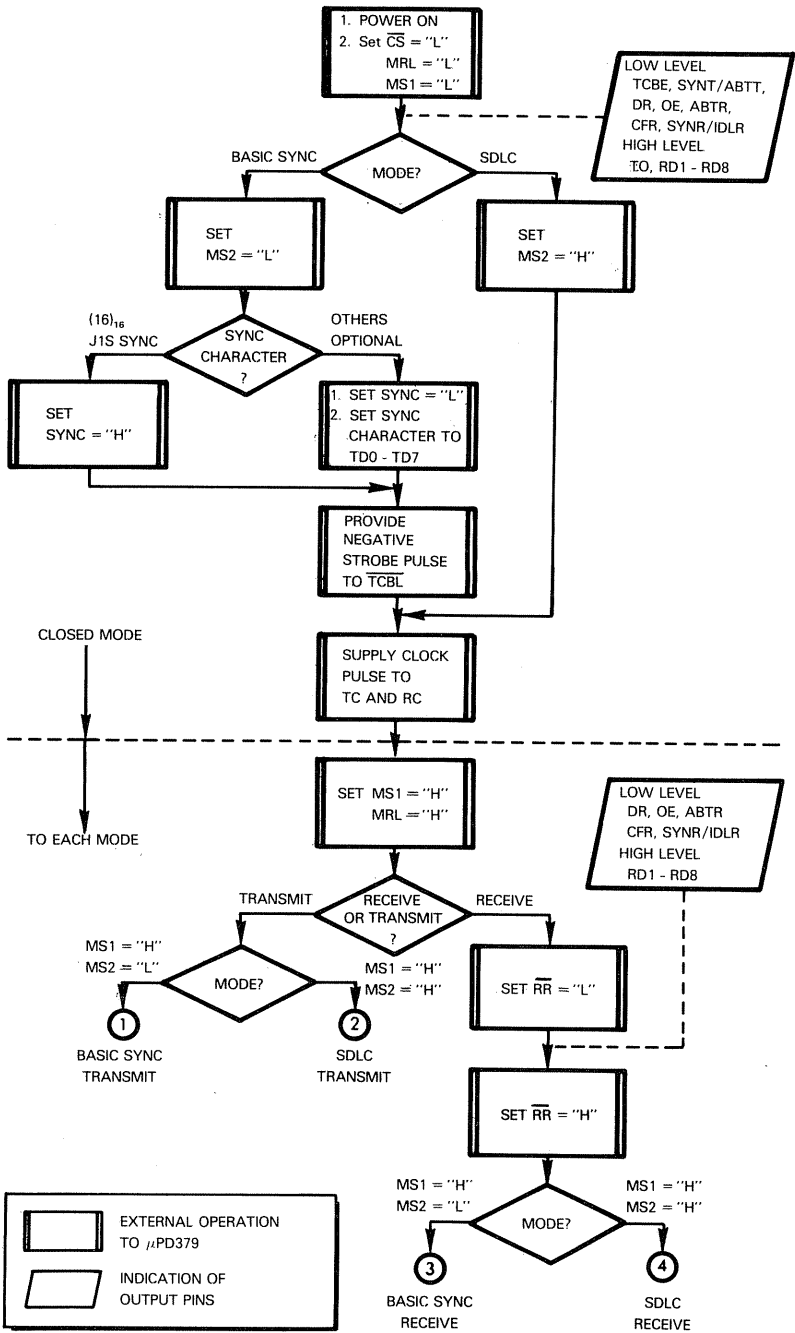 1. POWER ON
2. Set C̅S̅ = "L"
MRL = "L"
MS1 = "L"
LOW LEVEL
TCBE, SYNT/ABTT,
DR, OE, ABTR,
CFR, SYNR/IDLR
HIGH LEVEL
TO, RD1 - RD8
BASIC SYNC
MODE?
SDLC
SET
MS2 = "L"
SET
MS2 = "H"
(16)₁₆
J1S SYNC
SYNC
CHARACTER
?
OTHERS
OPTIONAL
SET
SYNC = "H"
1. SET SYNC = "L"
2. SET SYNC
CHARACTER TO
TD0 - TD7
PROVIDE
NEGATIVE
STROBE PULSE
TO T̅C̅B̅L̅
CLOSED MODE
SUPPLY CLOCK
PULSE TO
TC AND RC
TO EACH MODE
SET MS1 = "H"
MRL = "H"
LOW LEVEL
DR, OE, ABTR
CFR, SYNR/IDLR
HIGH LEVEL
RD1 - RD8
TRANSMIT
RECEIVE
OR TRANSMIT
?
RECEIVE
MS1 = "H"
MS2 = "L"
MODE?
MS1 = "H"
MS2 = "H"
SET R̅R̅ = "L"
1
BASIC SYNC
TRANSMIT
2
SDLC
TRANSMIT
SET R̅R̅ = "H"
MS1 = "H"
MS2 = "L"
MODE?
MS1 = "H"
MS2 = "H"
3
BASIC SYNC
RECEIVE
4
SDLC
RECEIVE
EXTERNAL OPERATION
TO μPD379
INDICATION OF
OUTPUT PINS